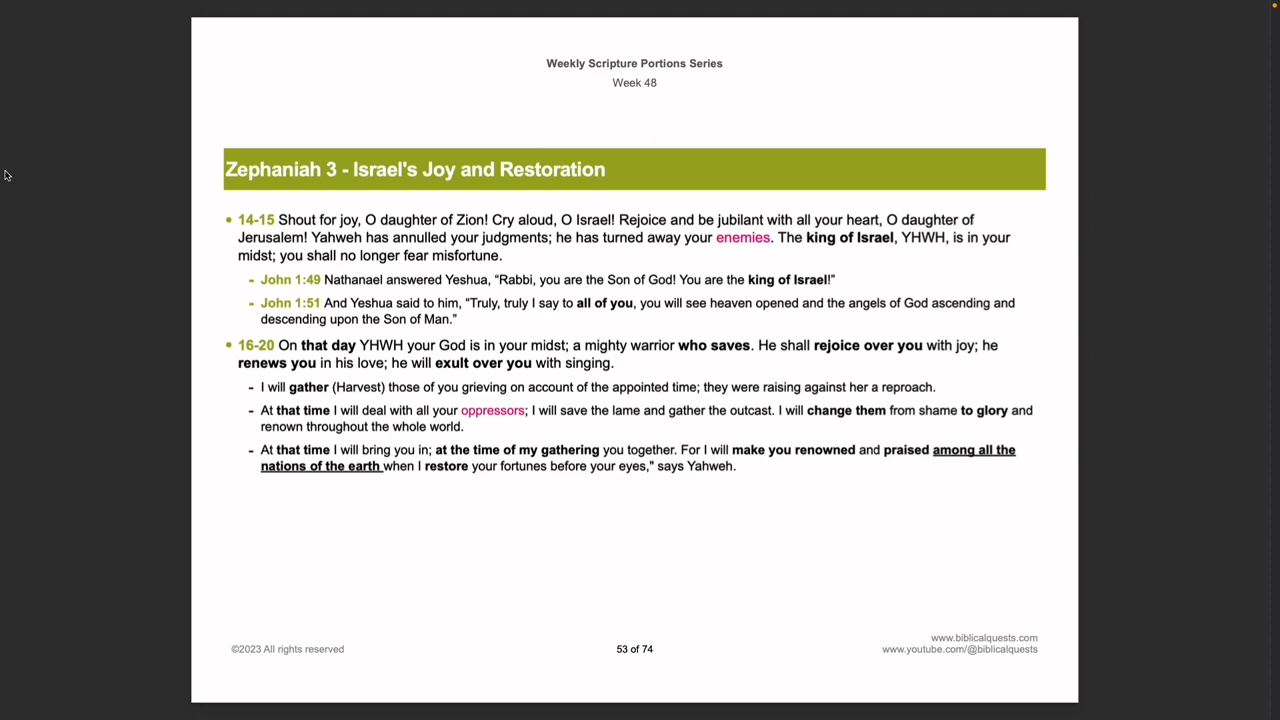 Weekly Scripture Portions Series
Week 48
Zephaniah 3 - Israel's Joy and Restoration
• 14-15 Shout for joy, O daughter of Zion! Cry aloud, O Israel! Rejoice and be jubilant with all your heart, O daughter of
Jerusalem! Yahweh has annulled your judgments; he has turned away your enemies. The king of Israel, YHWH, is in your
midst; you shall no longer fear misfortune.
- John 1:49 Nathanael answered Yeshua, “Rabbi, you are the Son of God! You are the king of Israel!”
- John 1:51 And Yeshua said to him, “Truly, truly I say to all of you, you will see heaven opened and the angels of God ascending and
descending upon the Son of Man.”
• 16-20 On that day YHWH your God is in your midst; a mighty warrior who saves. He shall rejoice over you with joy; he
renews you in his love; he will exult over you with singing.
- I will gather (Harvest) those of you grieving on account of the appointed time; they were raising against her a reproach.
- At that time I will deal with all your oppressors; I will save the lame and gather the outcast. I will change them from shame to glory and
renown throughout the whole world.
- At that time I will bring you in; at the time of my gathering you together. For I will make you renowned and praised among all the
nations of the earth when I restore your fortunes before your eyes," says Yahweh.
www.biblicalquests.com
©2023 All rights reserved 53 of 74 www.youtube.com/@biblicalquests